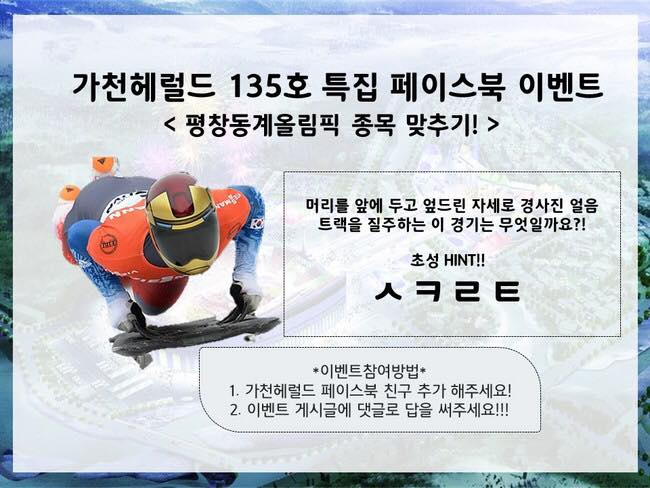 가천헤럴드 135호 특집 페이스북 이벤트
< 평창동계올림픽 종목 맞추기! >
머리를 앞에 두고 엎드린 자세로 경사진 얼음
트랙을 질주하는 이 경기는 무엇일까요?!
초성 HINT!!
ㅅㅋㄹㅌ
*이벤트참여방법*
1. 가천헤럴드 페이스북 친구 추가 해주세요!
2. 이벤트 게시글에 댓글로 답을 써주세요!!!